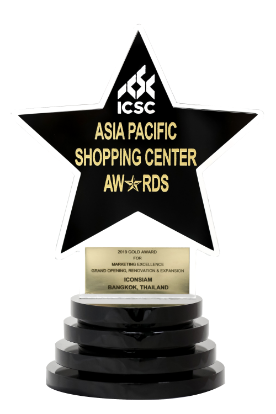 ICSC
ASIA PACIFIC
SHOPPING CENTER
AW★RDS
2019 GOLD AWARD
FOR
MARKETING EXCELLENCE
GRAND OPENING, RENOVATION & EXPANSION
ICONSIAM
BANGKOK, THAILAND